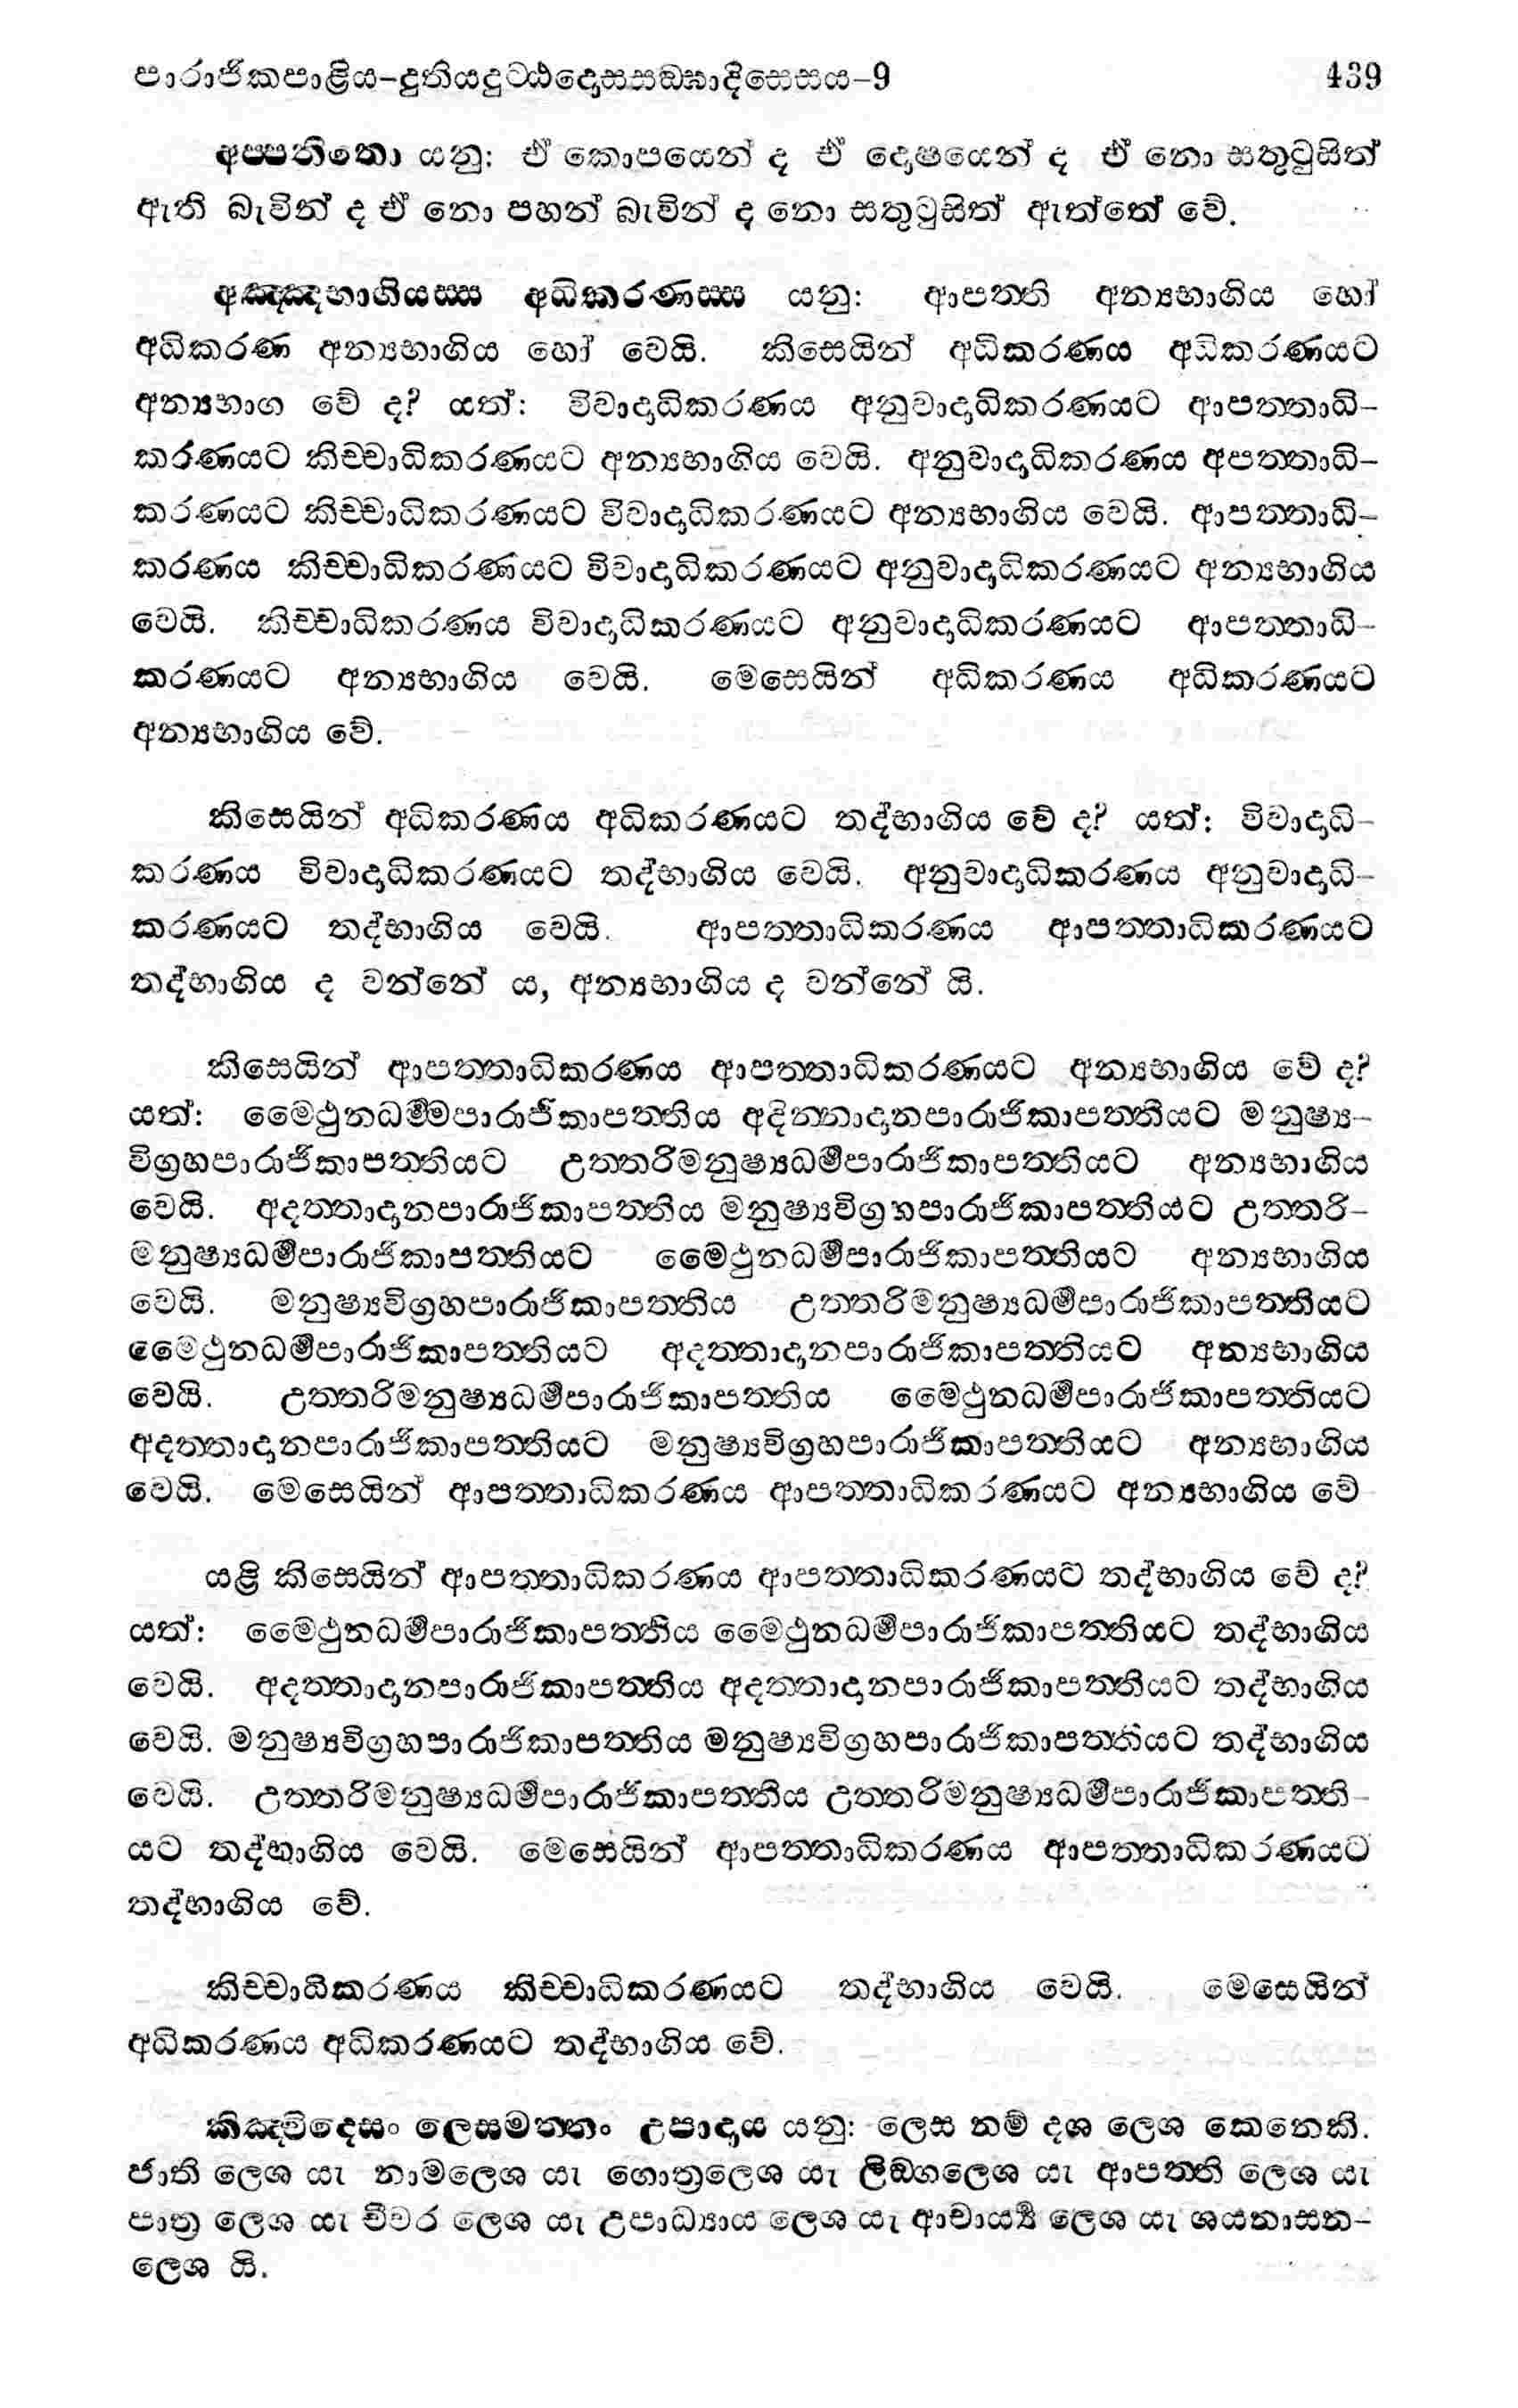 පාරාජිකපාළිය-දුතියදුට්ඨදොසසඞ්ඝාදිසෙසය-9 439
අප්පතීතො යනු: ඒ කොපයෙන් ද ඒ දොෂයෙන් ද ඒ නො සතුටුසිත්
ඇති බැවින් ද ඒ නො පහන් බැවින් ද නො සතුටුසිත් ඇත්තේ වේ.
අඤ්ඤභාගියස්ස අධිකරණස්ස යනු: ආපත්ති අන්‍යභාගිය හෝ
අධිකරණ අන්‍යභාගිය හෝ වෙයි. කිසෙයින් අධිකරණය අධිකරණයට
අන්‍යභාග වේ ද? යත්: විවාදාධිකරණය අනුවාදාධිකරණයට ආපත්තාධි-
කරණයට කිච්චාධිකරණයට අන්‍යභාගිය වෙයි. අනුවාදාධිකරණය අපත්තාධි-
කරණයට කිච්චාධිකරණයට විවාදාධිකරණයට අන්‍යභාගිය වෙයි. ආපත්තාධි-
කරණය කිච්චාධිකරණයට විවාදාධිකරණයට අනුවාදාධිකරණයට අන්‍යභාගිය
වෙයි. කිච්චාධිකරණය විවාදාධිකරණයට අනුවාදාධිකරණයට ආපත්තාධි-
කරණයට අන්‍යභාගිය වෙයි. මෙසෙයින් අධිකරණය අධිකරණයට
අන්‍යභාගිය වේ.
කිසෙයින් අධිකරණය අධිකරණයට තද්භාගිය වේ ද? යත්: විවාදාධි-
කරණය විවාදාධිකරණයට තද්භාගිය වෙයි. අනුවාදාධිකරණය අනුවාදාධි-
කරණයට තද්භාගිය වෙයි. ආපත්තාධිකරණය ආපත්තාධිකරණයට
තද්භාගිය ද වන්නේ ය, අන්‍යභාගිය ද වන්නේ යි.
කිසෙයින් ආපත්තාධිකරණය ආපත්තාධිකරණයට අන්‍යභාගිය වේ ද?
යත්: මෛථුනධර්ම්මපාරාජිකාපත්තිය අදින්නාදානපාරාජිකාපත්තියට මනුෂ්‍ය-
විග්‍රහපාරාජිකාපත්තියට උත්තරිමනුෂ්‍යධර්මපාරාජිකාපත්තියට අන්‍යභාගිය
වෙයි. අදත්තාදානපාරාජිකාපත්තිය මනුෂ්‍යවිග්‍රහපාරාජිකාපත්තියට උත්තරි-
මනුෂ්‍යධර්මපාරාජිකාපත්තියට මෛථුනධර්මපාරාජිකාපත්තියට අන්‍යභාගිය
වෙයි. මනුෂ්‍යවිග්‍රහපාරාජිකාපත්තිය උත්තරිමනුෂ්‍යධර්මපාරාජිකාපත්තියට
මෛථුනධර්මපාරාජිකාපත්තියට අදත්තාදානපාරාජිකාපත්තියට අන්‍යභාගිය
වෙයි. උත්තරිමනුෂ්‍යධර්මපාරාජිකාපත්තිය මෛථුනධර්මපාරාජිකාපත්තියට
අදත්තාදානපාරාජිකාපත්තියට මනුෂ්‍යවිග්‍රහපාරාජිකාපත්තියට අන්‍යභාගිය
වෙයි. මෙසෙයින් ආපත්තාධිකරණය ආපත්තාධිකරණයට අන්‍යභාගිය වේ
යළි කිසෙයින් ආපත්තාධිකරණය ආපත්තාධිකරණයට තද්භාගිය වේ ද?
යත්: මෛථුනධර්මපාරාජිකාපත්තිය මෛථුනධර්මපාරාජිකාපත්තියට තද්භාගිය
වෙයි. අදත්තාදානපාරාජිකාපත්තිය අදත්තාදානපාරාජිකාපත්තියට තද්භාගිය
වෙයි. මනුෂ්‍යවිග්‍රහපාරාජිකාපත්තිය මනුෂ්‍යවිග්‍රහපාරාජිකාපත්තියට තද්භාගිය
වෙයි. උත්තරිමනුෂ්‍යධර්මපාරාජිකාපත්තිය උත්තරිමනුෂ්‍යධර්මපාරාජිකාපත්ති-
යට තද්භාගිය වෙයි. මෙසෙයින් ආපත්තාධිකරණය ආපත්තාධිකරණයට
තද්භාගිය වේ.
කිච්චාධිකරණය කිච්චාධිකරණයට තද්භාගිය වෙයි. මෙසෙයින්
අධිකරණය අධිකරණයට තද්භාගිය වේ.
කිඤ්චිදෙසං ලෙසමත්තං උපාදාය යනු: ලෙස නම් දශ ලෙශ කෙනෙකි.
ජාති ලෙශ යැ නාමලෙශ යැ ගොත්‍රලෙශ යැ ලිඞ්ගලෙශ යැ ආපත්ති ලෙශ යැ
පාත්‍ර ලෙශ යැ චීවර ලෙශ යැ උපාධ්‍යාය ලෙශ යැ ආචාර්‍ය්‍ය ලෙශ යැ ශයනාසන-
ලෙශ යි.